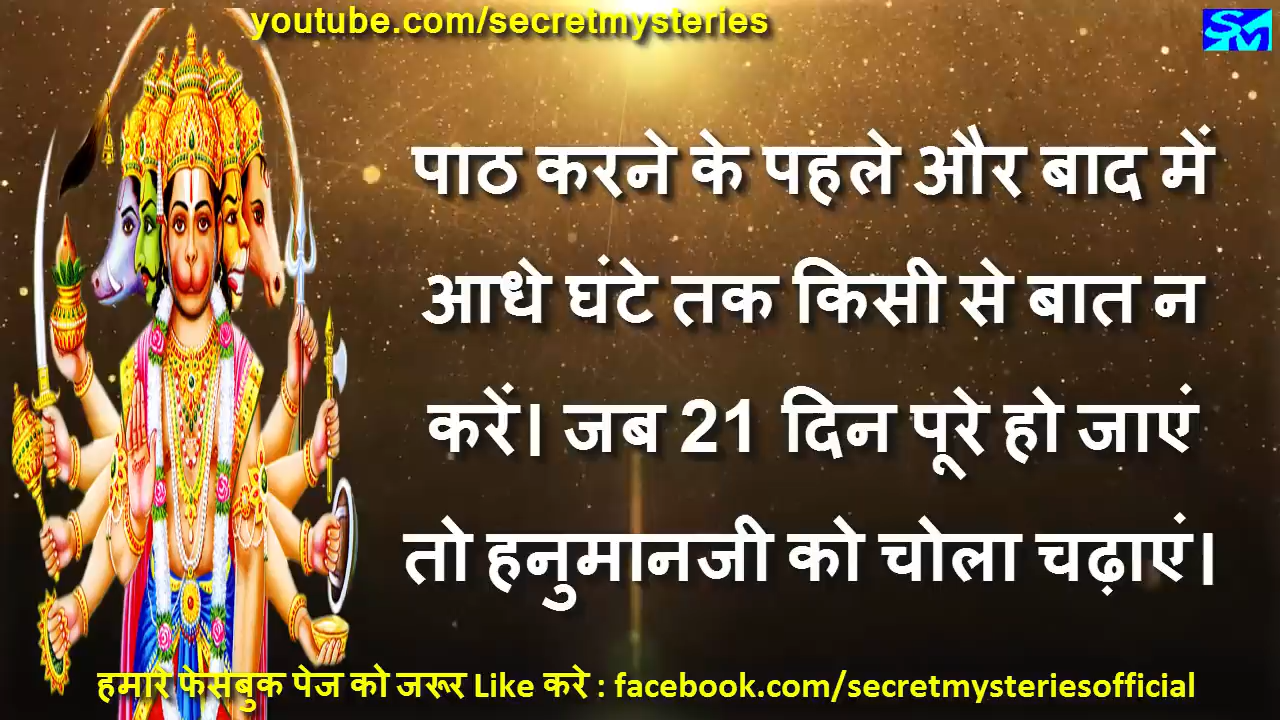 youtube.com/secretmysteries
SM
पाठ करने के पहले और बाद में
आधे घंटे तक किसी से बात न
करें। जब 21 दिन पूरे हो जाएं
तो हनुमानजी को चोला चढ़ाएं।
हमारे फेसबुक पेज को जरूर Like करे : facebook.com/secretmysteriesofficial